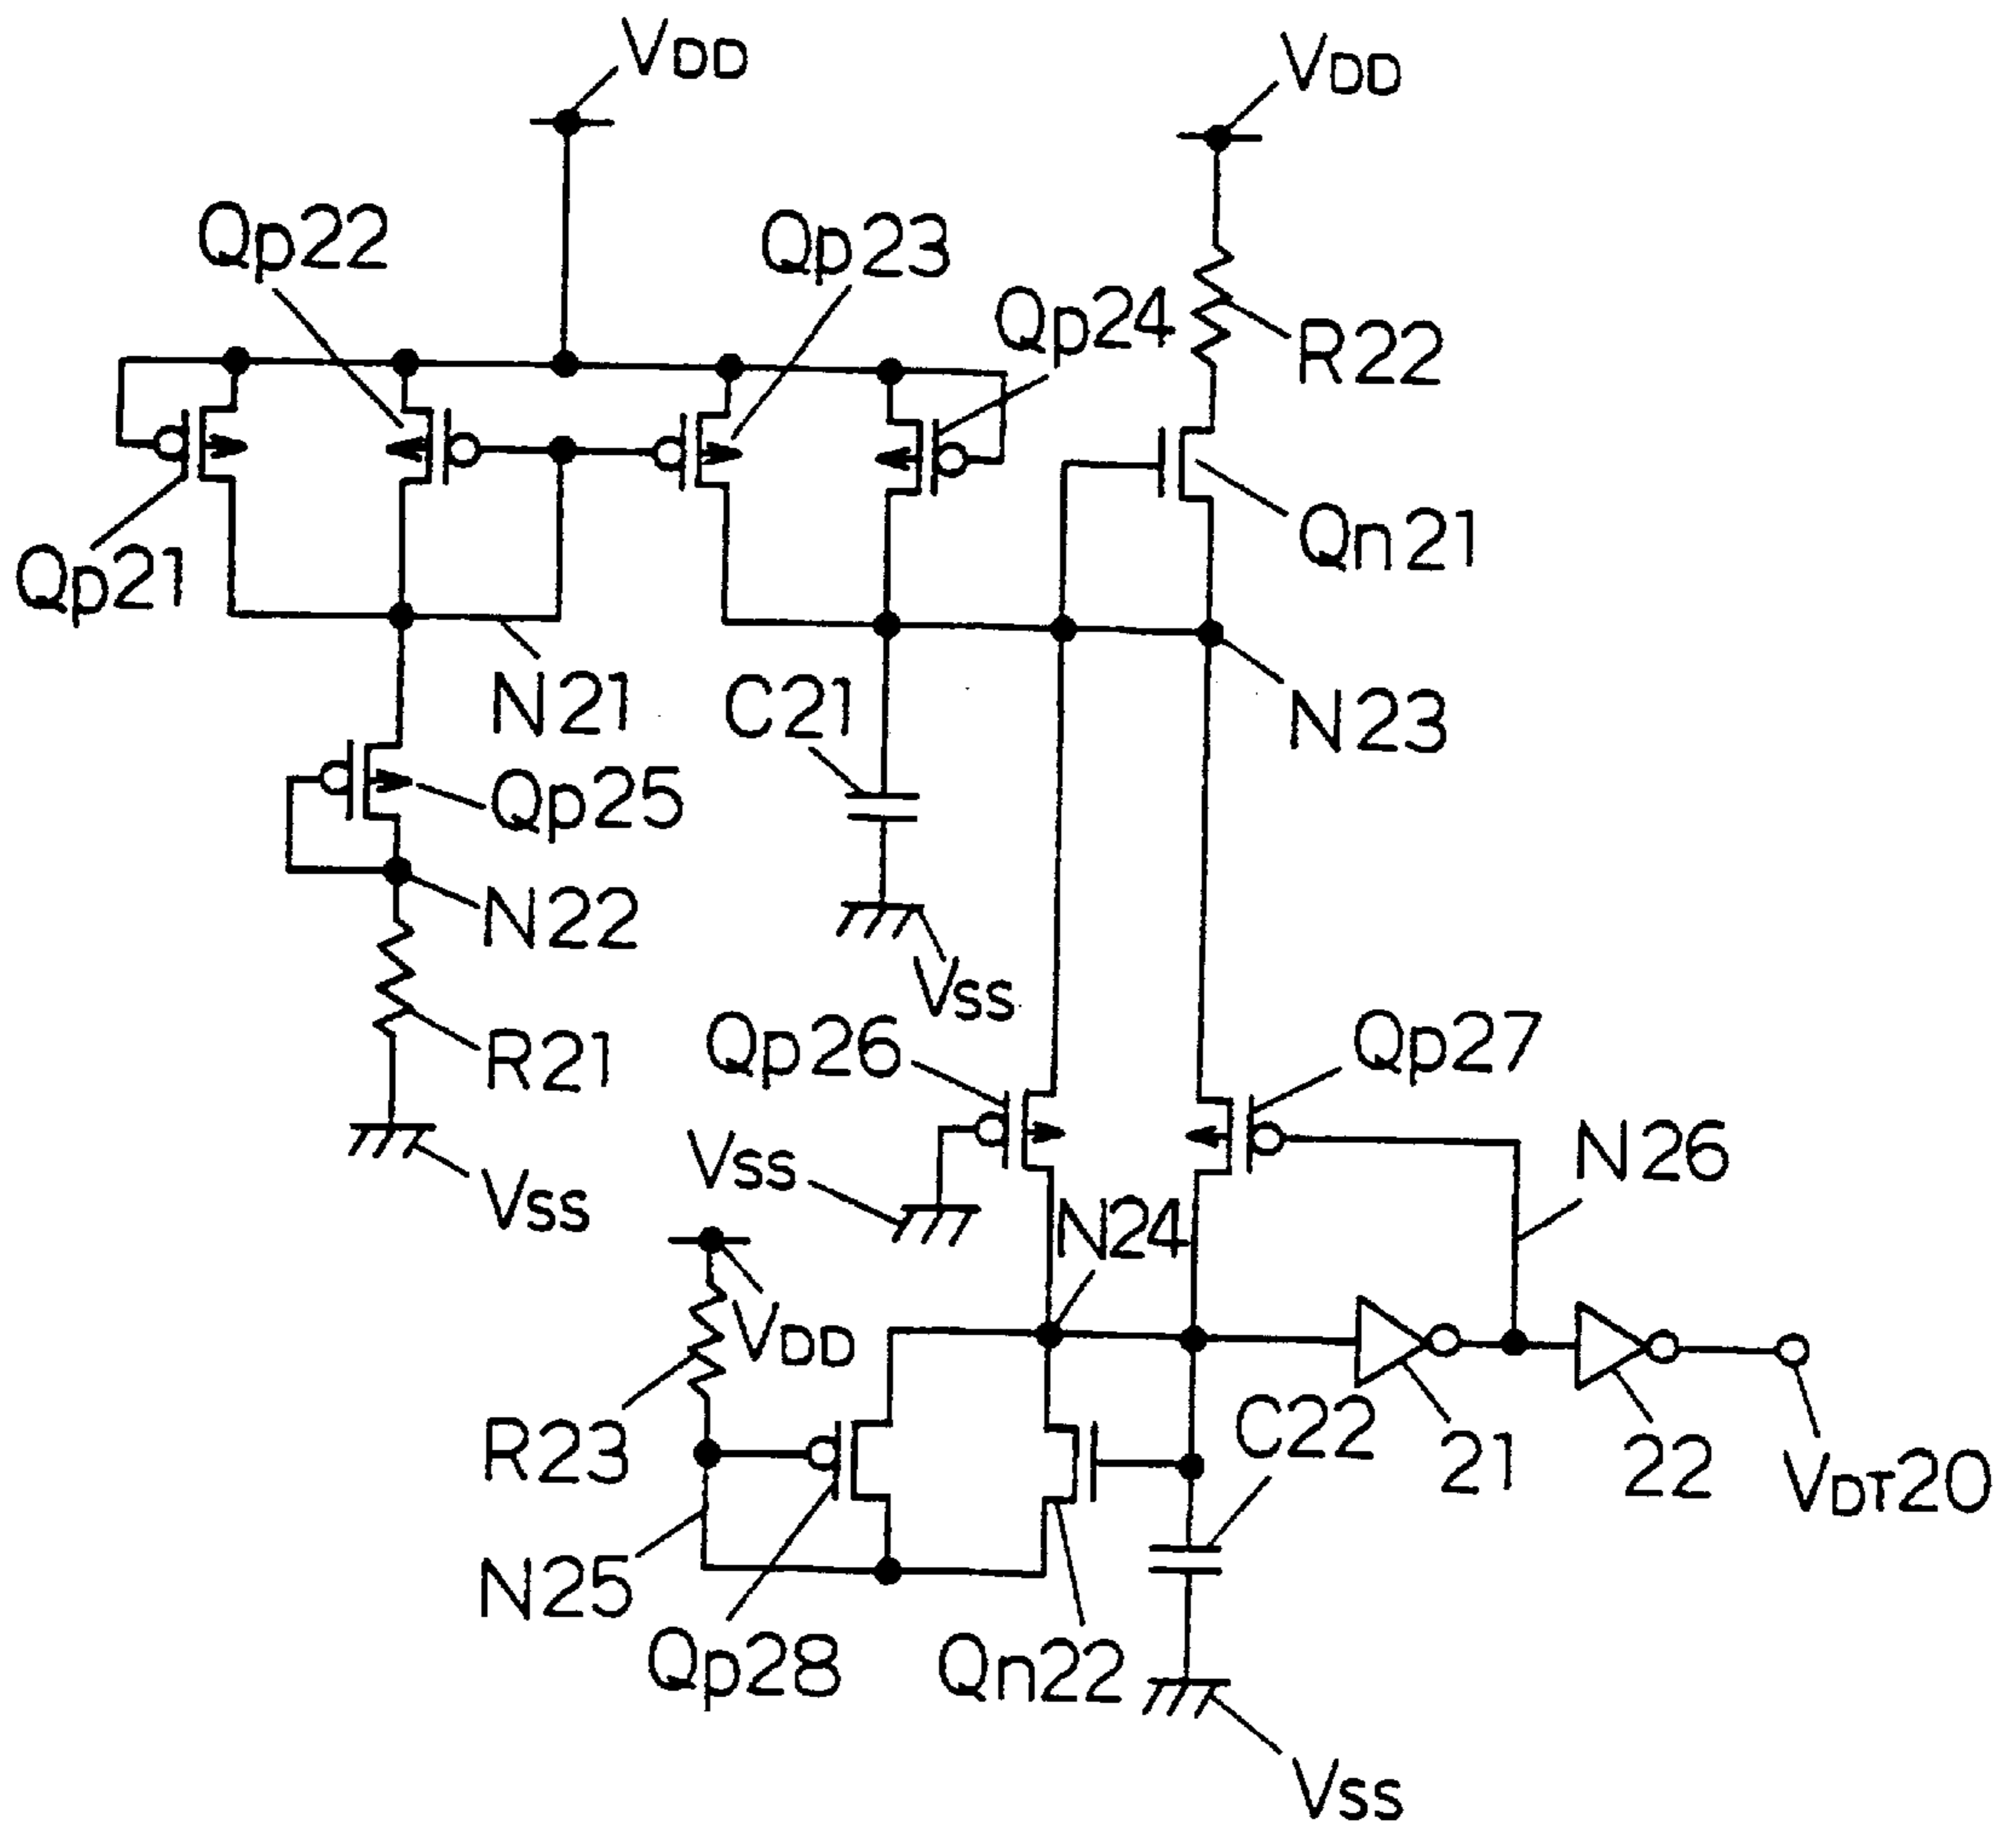 VDD
VDD
Qp22
Qp23
Qp24
R22
Qp21
Qn21
N21
C21
N23
Qp25
N22
VSS
R21
Qp26
Qp27
VSS
N26
VSS
N24
VDD
R23
C22
21
22
VDT20
N25
Qp28
Qn22
VSS